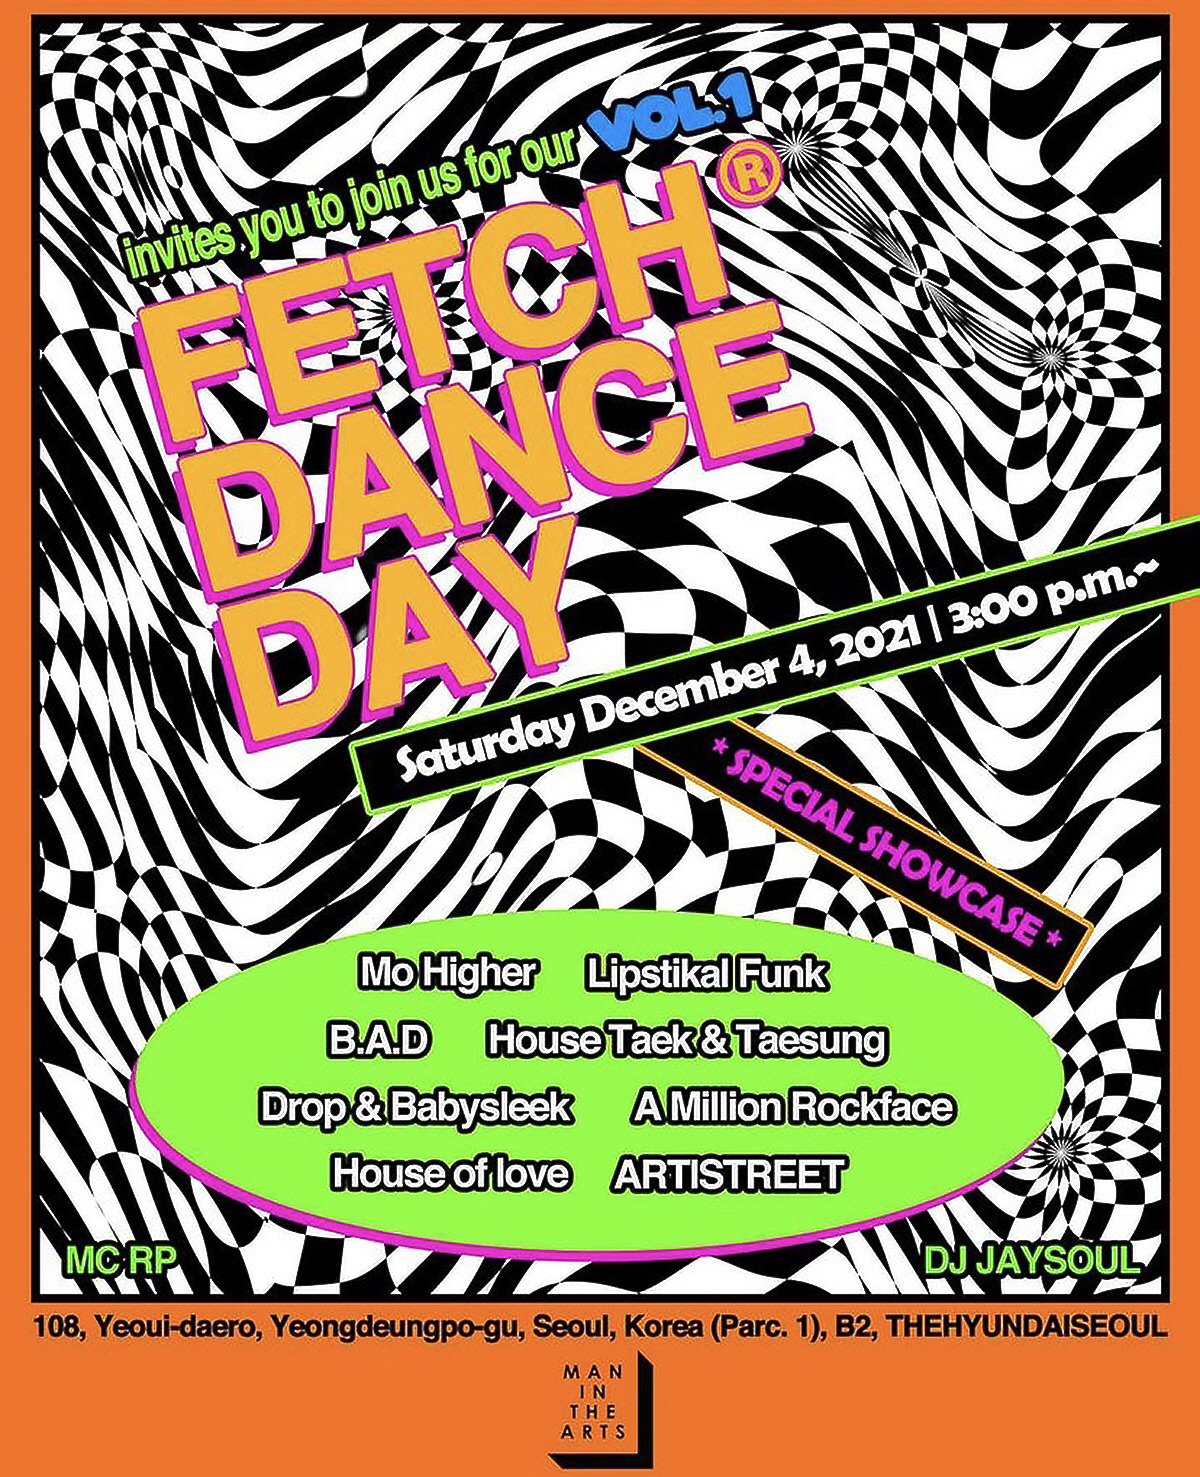 invites you to join us for our VOL.1
FETCH®
DANCE
DAY
Saturday December 4, 2021 | 3:00 p.m.~
* SPECIAL SHOWCASE *
Mo Higher Lipstikal Funk
B.A.D House Taek & Taesung
Drop & Babysleek A Million Rockface
House of love ARTISTREET
MC RP DJ JAYSOUL
108, Yeoui-daero, Yeongdeungpo-gu, Seoul, Korea (Parc. 1), B2, THEHYUNDAISEOUL
MAN
IN
THE
ARTS